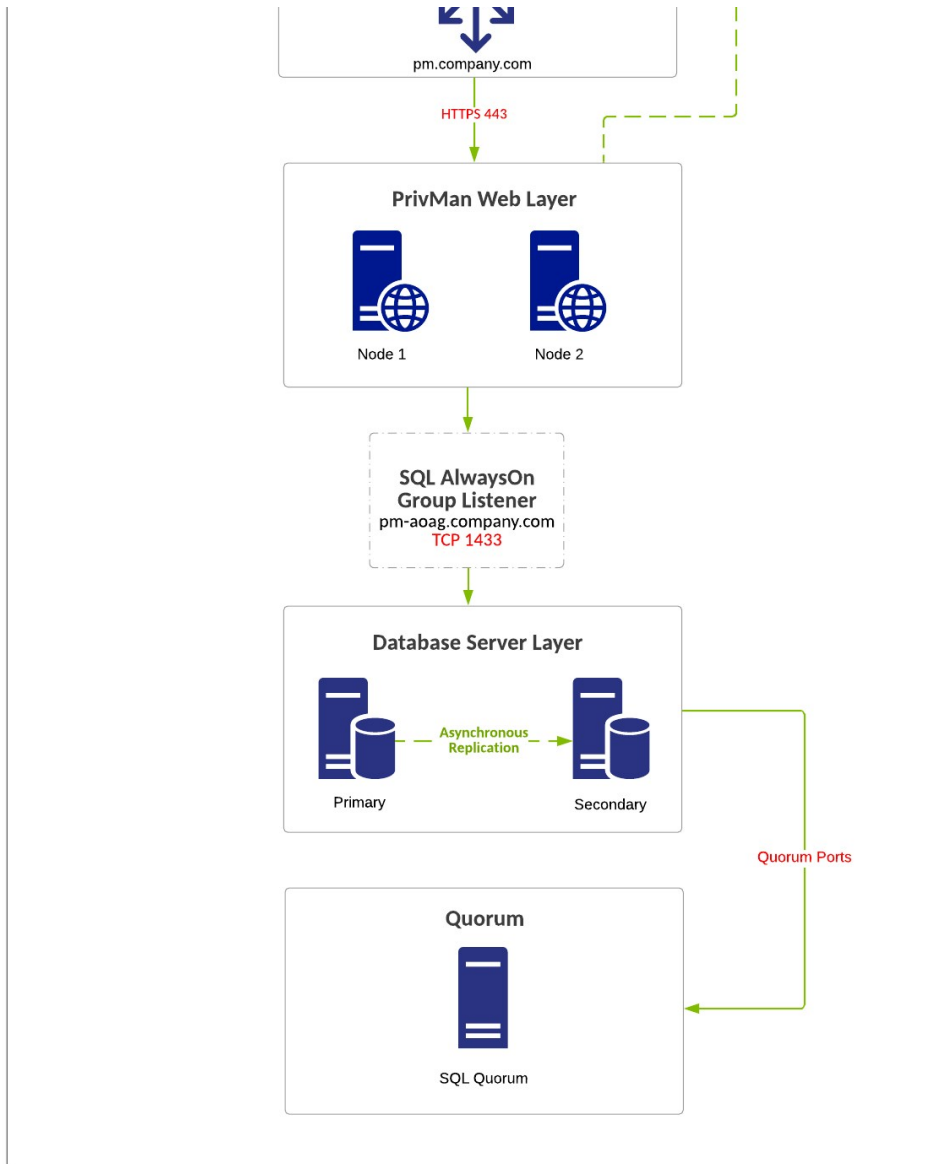 pm.company.com
HTTPS 443
PrivMan Web Layer
Node 1
Node 2
SQL AlwaysOn
Group Listener
pm-aoag.company.com
TCP 1433
Database Server Layer
Asynchronous
Replication
Primary
Secondary
Quorum Ports
Quorum
SQL Quorum